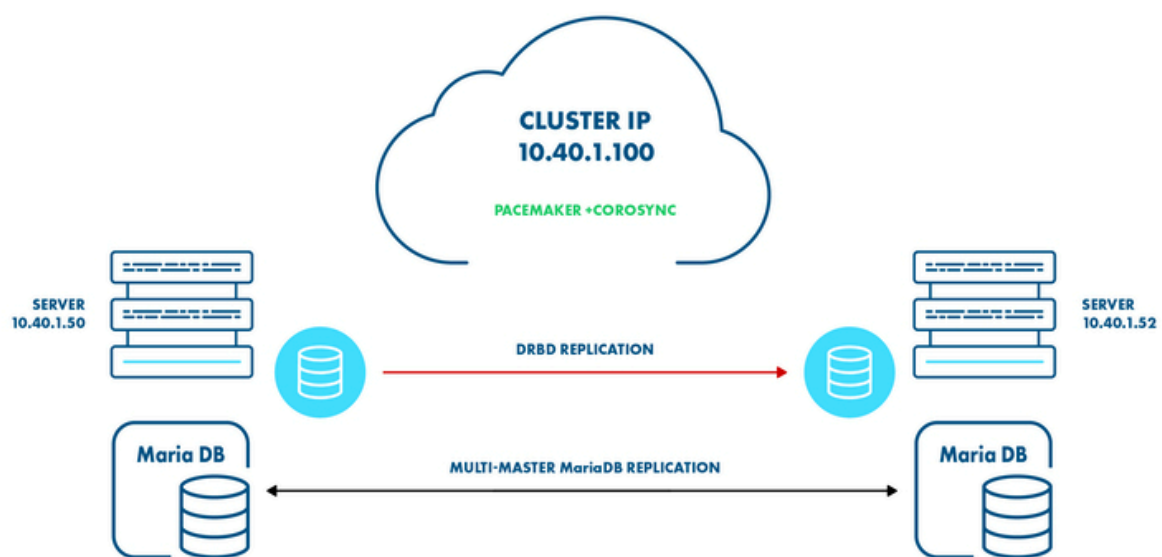 CLUSTER IP
10.40.1.100
PACEMAKER +COROSYNC
SERVER
10.40.1.50
SERVER
10.40.1.52
DRBD REPLICATION
Maria DB
MULTI-MASTER MariaDB REPLICATION
Maria DB